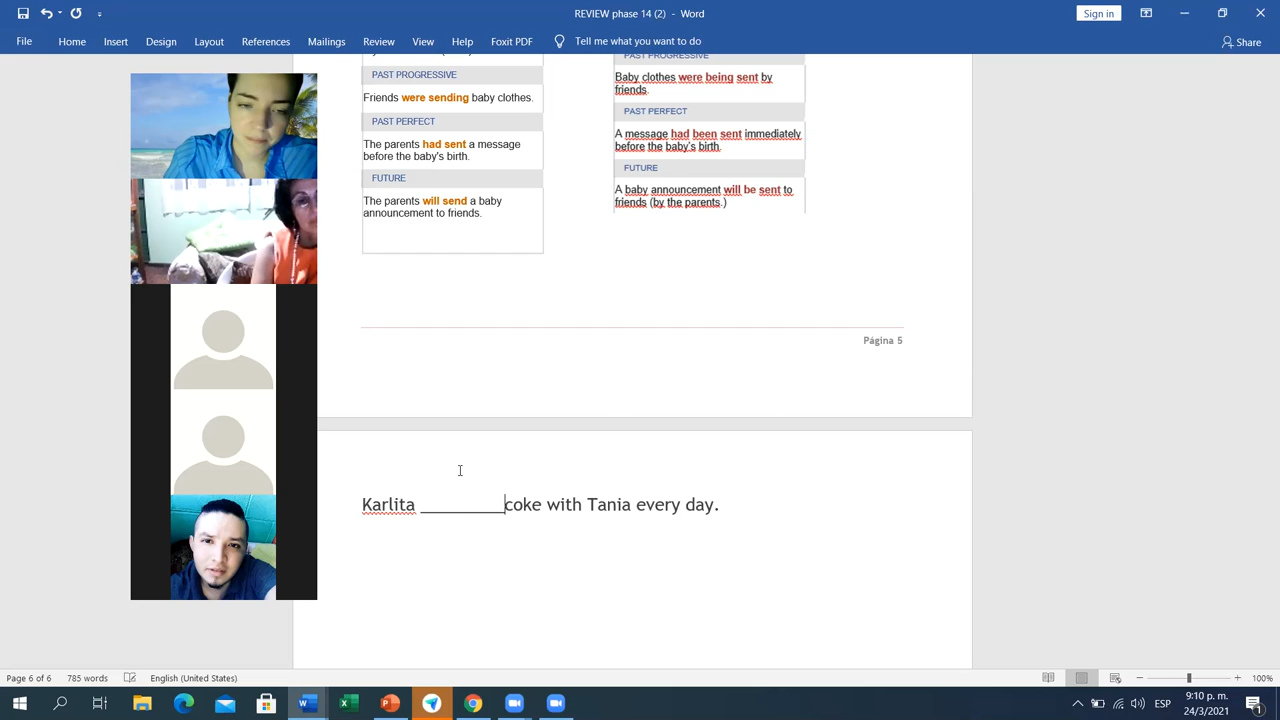 REVIEW phase 14 (2) - Word
Sign in
File Home Insert Design Layout References Mailings Review View Help Foxit PDF Tell me what you want to do Share
PAST PROGRESSIVE
Friends were sending baby clothes.
PAST PERFECT
The parents had sent a message
before the baby's birth.
FUTURE
The parents will send a baby
announcement to friends.
PAST PROGRESSIVE
Baby clothes were being sent by
friends.
PAST PERFECT
A message had been sent immediately
before the baby's birth.
FUTURE
A baby announcement will be sent to
friends (by the parents.)
Página 5
Karlita __________coke with Tania every day.
Page 6 of 6 785 words English (United States) 100%
ESP
9:10 p. m.
24/3/2021